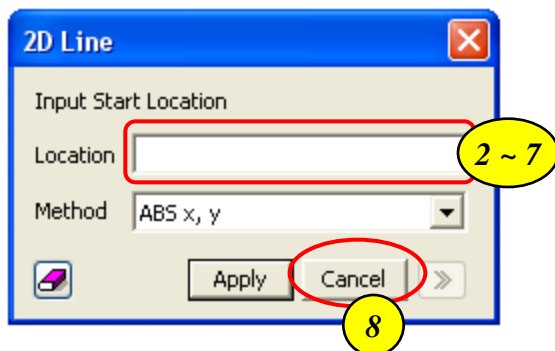 2D Line
Input Start Location
Location
2 ~ 7
Method ABS x, y
Apply Cancel
8